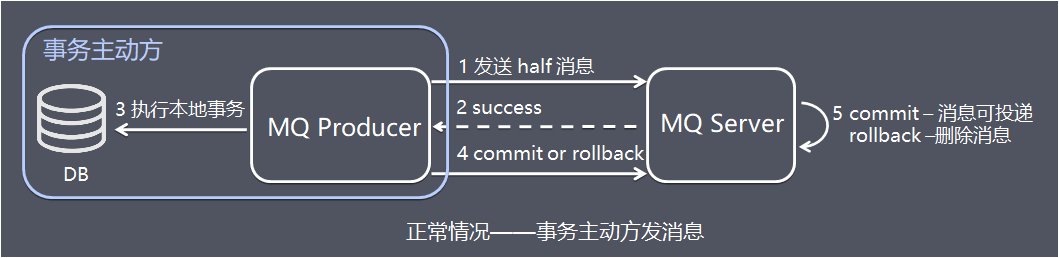 事务主动方
1 发送 half 消息
3 执行本地事务
2 success
MQ Producer
MQ Server
5 commit – 消息可投递
rollback –删除消息
4 commit or rollback
DB
正常情况——事务主动方发消息